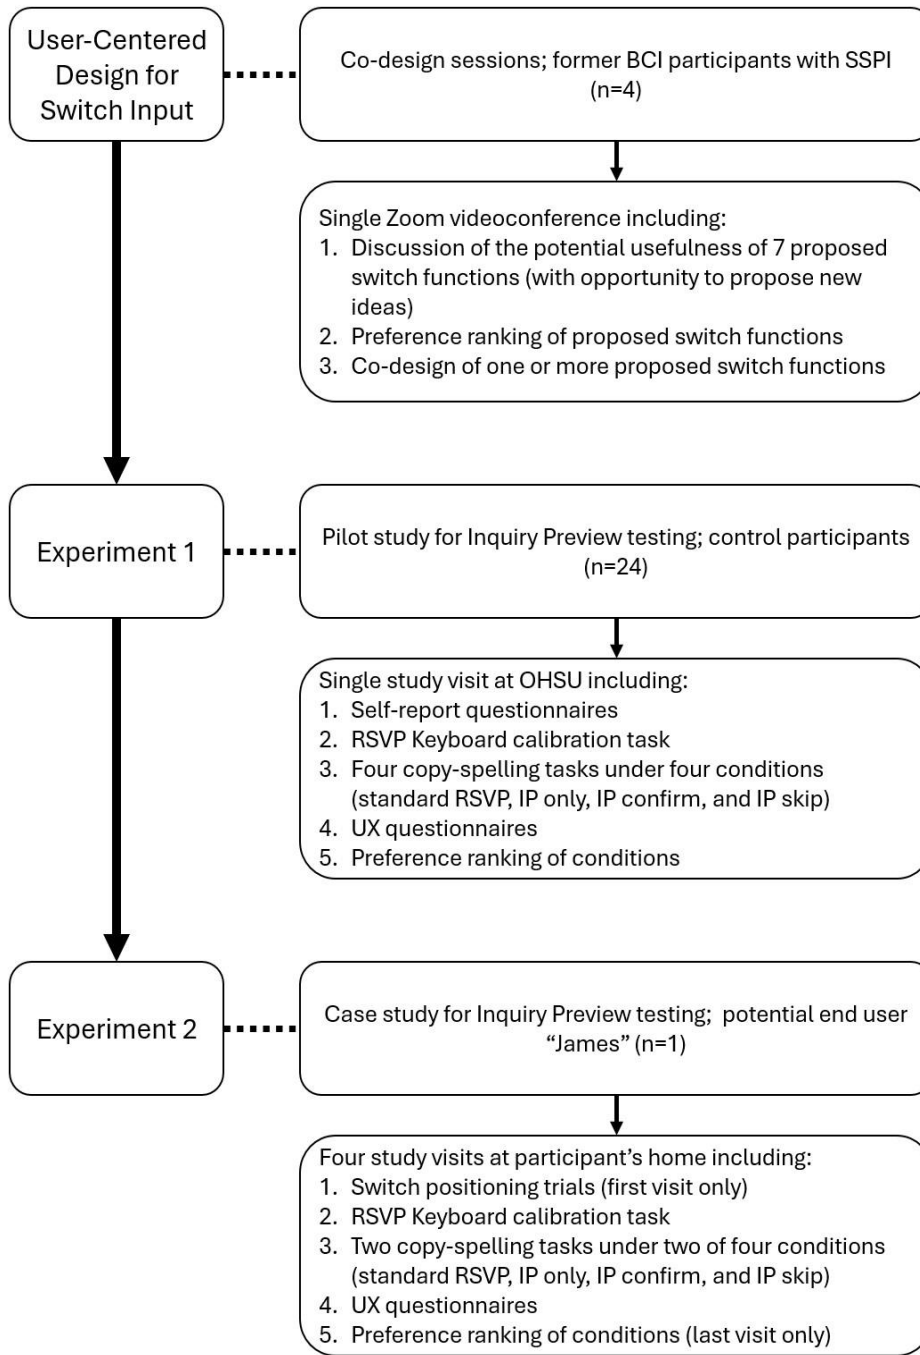 User-Centered
Design for
Switch Input
Co-design sessions; former BCI participants with SSPI
(n=4)
Single Zoom videoconference including:
1. Discussion of the potential usefulness of 7 proposed
switch functions (with opportunity to propose new
ideas)
2. Preference ranking of proposed switch functions
3. Co-design of one or more proposed switch functions
Experiment 1
Pilot study for Inquiry Preview testing; control participants
(n=24)
Single study visit at OHSU including:
1. Self-report questionnaires
2. RSVP Keyboard calibration task
3. Four copy-spelling tasks under four conditions
(standard RSVP, IP only, IP confirm, and IP skip)
4. UX questionnaires
5. Preference ranking of conditions
Experiment 2
Case study for Inquiry Preview testing; potential end user
“James” (n=1)
Four study visits at participant’s home including:
1. Switch positioning trials (first visit only)
2. RSVP Keyboard calibration task
3. Two copy-spelling tasks under two of four conditions
(standard RSVP, IP only, IP confirm, and IP skip)
4. UX questionnaires
5. Preference ranking of conditions (last visit only)